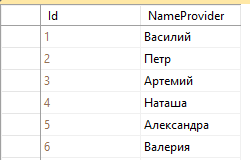 Id NameProvider
1 Василий
2 Петр
3 Артемий
4 Наташа
5 Александра
6 Валерия